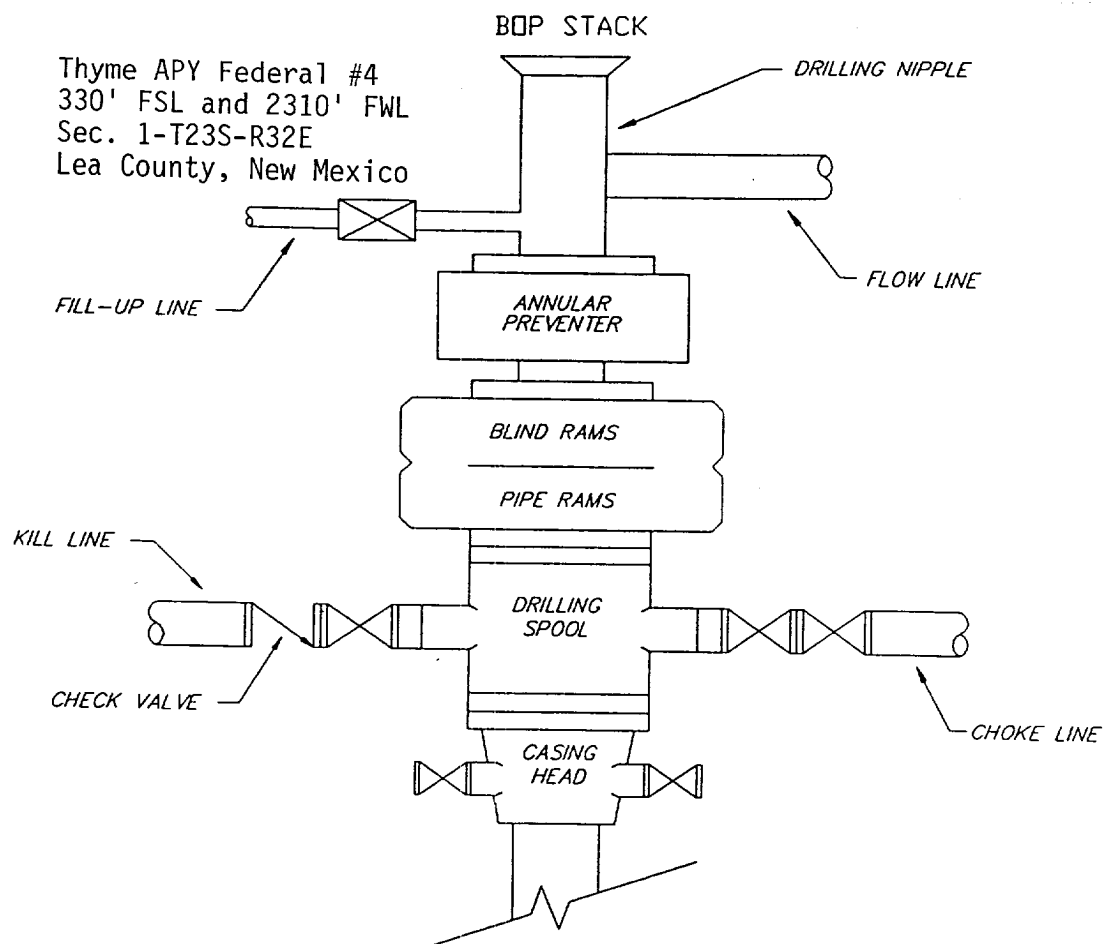 BOP STACK
Thyme APY Federal #4
330' FSL and 2310' FWL
Sec. 1-T23S-R32E
Lea County, New Mexico
DRILLING NIPPLE
FLOW LINE
FILL-UP LINE
ANNULAR
PREVENTER
BLIND RAMS
PIPE RAMS
KILL LINE
DRILLING
SPOOL
CHECK VALVE
CHOKE LINE
CASING
HEAD